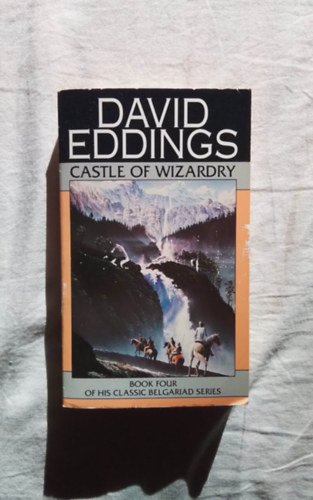 DAVID
EDDINGS
CASTLE OF WIZARDRY
BOOK FOUR
OF HIS CLASSIC BELGARIAD SERIES